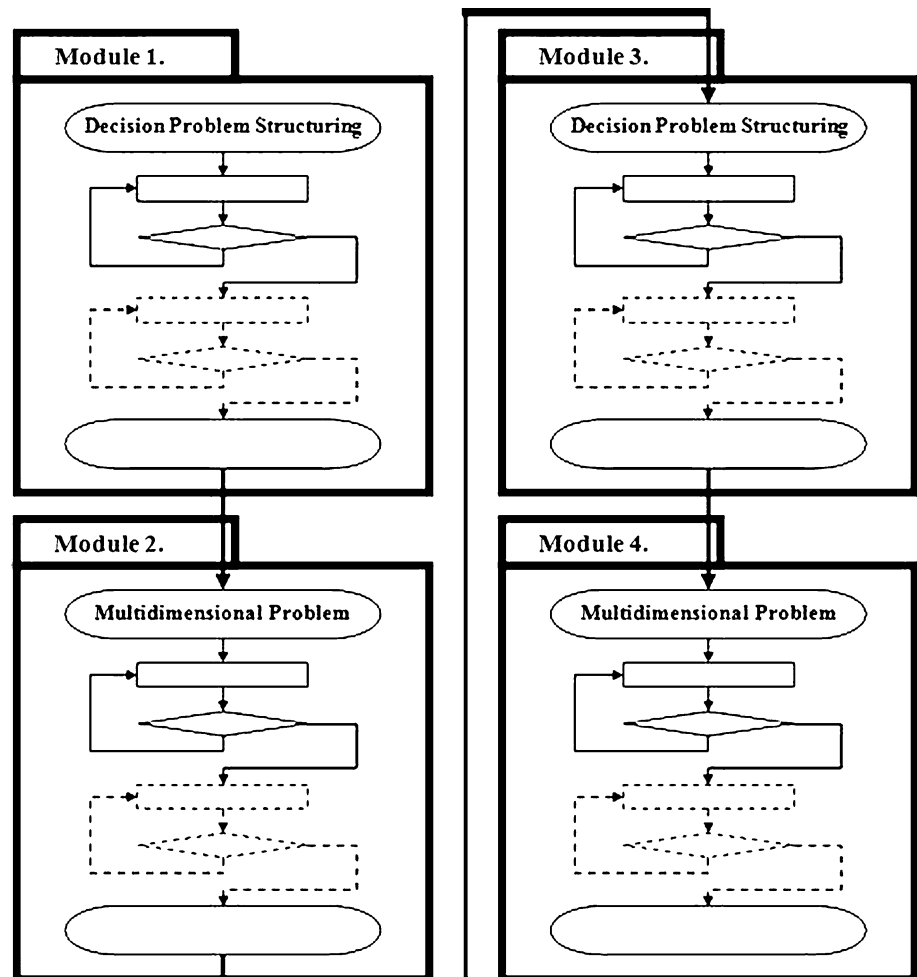 Module 1.
Decision Problem Structuring
Module 2.
Multidimensional Problem
Module 3.
Decision Problem Structuring
Module 4.
Multidimensional Problem